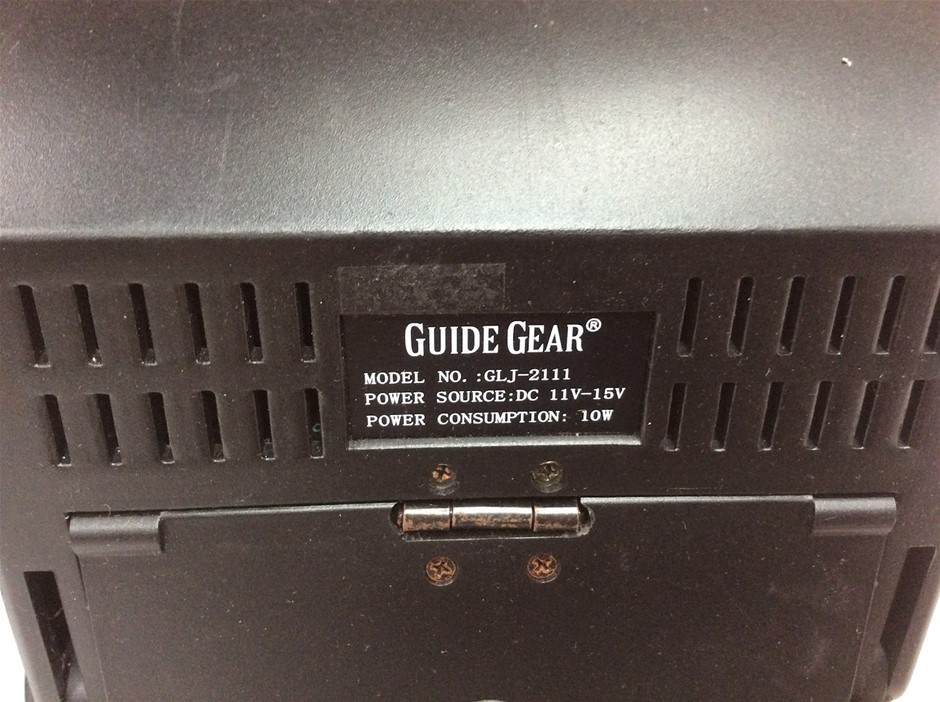 GUIDE GEAR®
MODEL NO.:GLJ-2111
POWER SOURCE:DC 11V-15V
POWER CONSUMPTION: 10W